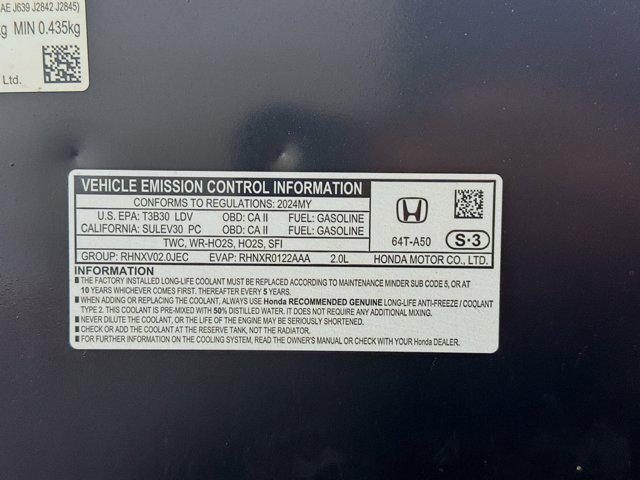 AE J639 J2842 J2845)
kg MIN 0.435kg
Ltd.
VEHICLE EMISSION CONTROL INFORMATION
CONFORMS TO REGULATIONS: 2024MY
U.S. EPA: T3B30 LDV OBD: CA II FUEL: GASOLINE
CALIFORNIA: SULEV30 PC OBD: CA II FUEL: GASOLINE
TWC, WR-HO2S, HO2S, SFI
GROUP: RHNXV02.0JEC EVAP: RHNXR0122AAA 2.0L
64T-A50 S·3
HONDA MOTOR CO., LTD.
INFORMATION
■ THE FACTORY INSTALLED LONG-LIFE COOLANT MUST BE REPLACED ACCORDING TO MAINTENANCE MINDER SUB CODE 5, OR AT
10 YEARS WHICHEVER COMES FIRST. THEREAFTER EVERY 5 YEARS.
■ WHEN ADDING OR REPLACING THE COOLANT, ALWAYS USE Honda RECOMMENDED GENUINE LONG-LIFE ANTI-FREEZE / COOLANT
TYPE 2. THIS COOLANT IS PRE-MIXED WITH 50% DISTILLED WATER. IT DOES NOT REQUIRE ANY ADDITIONAL MIXING.
■ NEVER DILUTE THE COOLANT, OR THE LIFE OF THE ENGINE MAY BE SERIOUSLY SHORTENED.
■ CHECK OR ADD THE COOLANT AT THE RESERVE TANK, NOT THE RADIATOR.
■ FOR FURTHER INFORMATION ON THE COOLING SYSTEM, READ THE OWNER'S MANUAL OR CHECK WITH YOUR Honda DEALER.